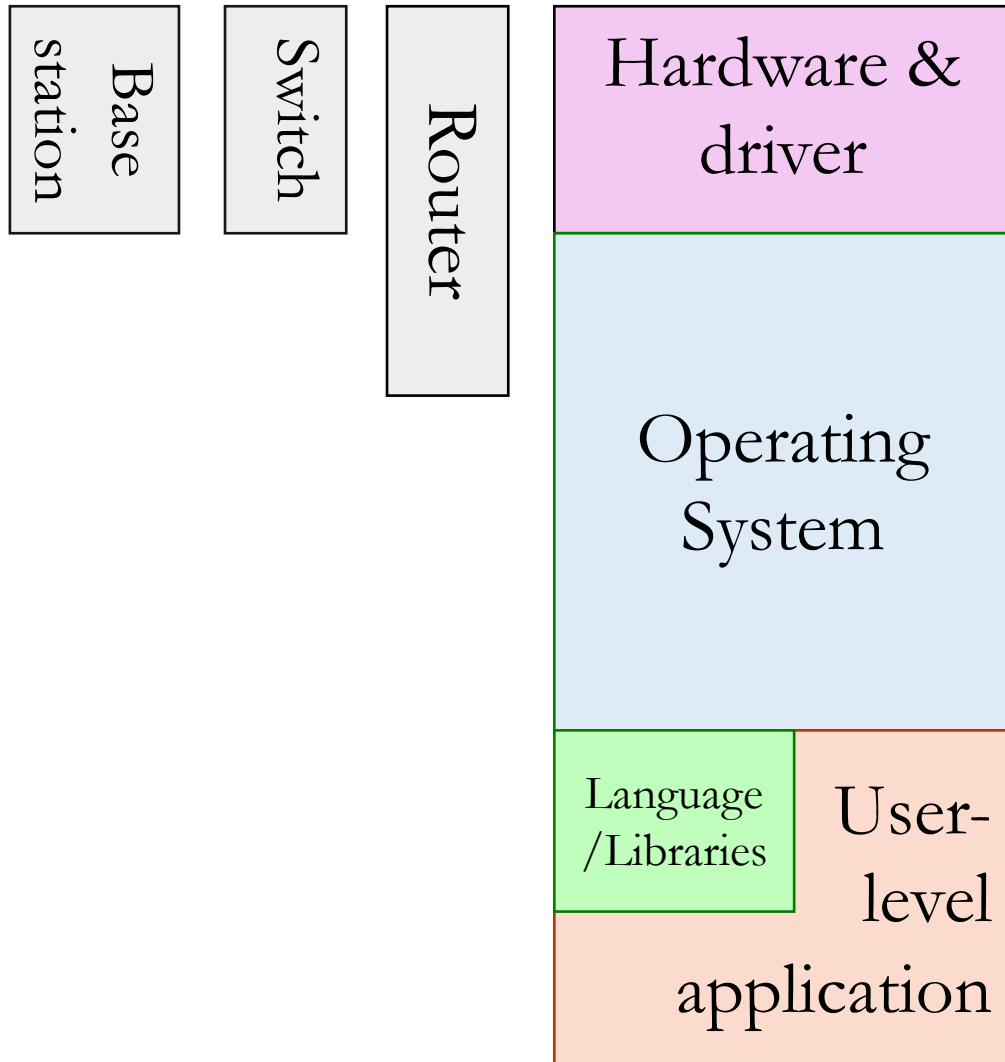 Base
station
Switch
Router
Hardware &
driver
Operating
System
Language
/Libraries
User-
level
application